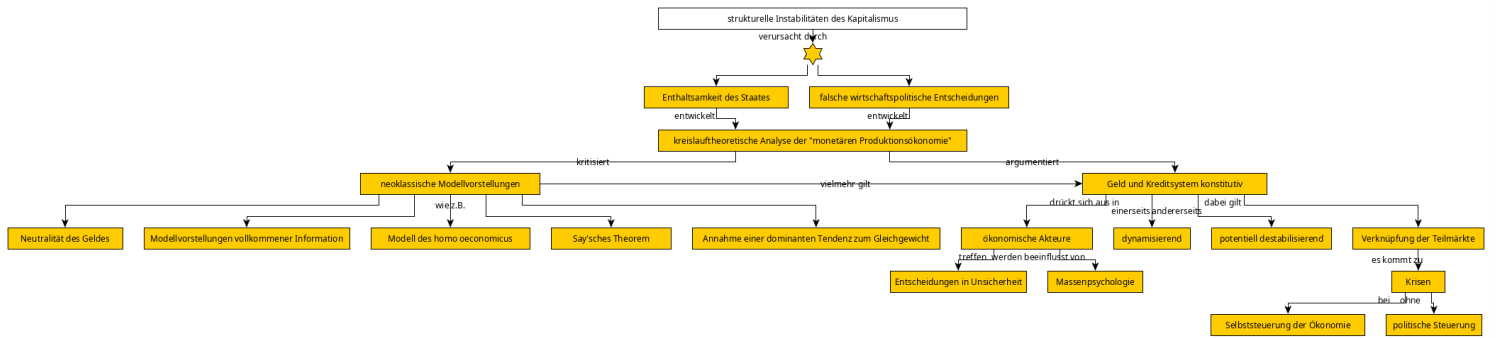 strukturelle Instabilitäten des Kapitalismus
verursacht durch
Enthaltsamkeit des Staates
falsche wirtschaftspolitische Entscheidungen
entwickelt
entwickelt
kreislauftheoretische Analyse der "monetären Produktionsökonomie"
kritisiert
argumentiert
neoklassische Modellvorstellungen
vielmehr gilt
Geld und Kreditsystem konstitutiv
wie z.B.
drückt sich aus in
einerseits
andererseits
dabei gilt
Neutralität des Geldes
Modellvorstellungen vollkommener Information
Modell des homo oeconomicus
Say'sches Theorem
Annahme einer dominanten Tendenz zum Gleichgewicht
ökonomische Akteure
dynamisierend
potentiell destabilisierend
Verknüpfung der Teilmärkte
treffen
werden beeinflusst von
es kommt zu
Entscheidungen in Unsicherheit
Massenpsychologie
Krisen
bei
ohne
Selbststeuerung der Ökonomie
politische Steuerung